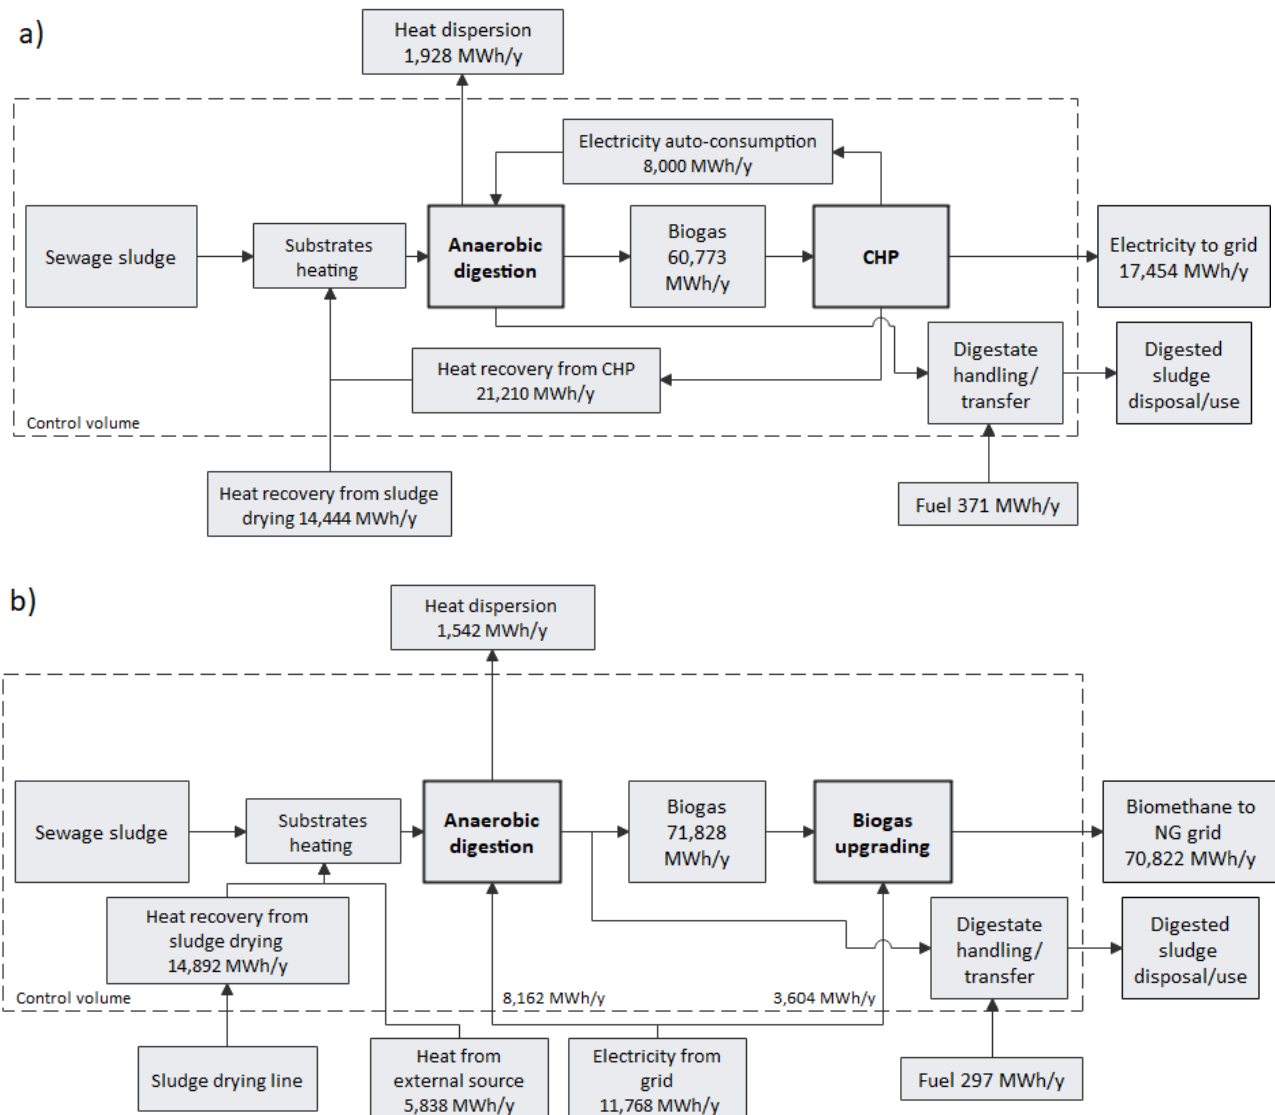 a)
Heat dispersion
1,928 MWh/y
Electricity auto-consumption
8,000 MWh/y
Sewage sludge
Substrates
heating
Anaerobic
digestion
Biogas
60,773
MWh/y
CHP
Electricity to grid
17,454 MWh/y
Heat recovery from CHP
21,210 MWh/y
Digestate
handling/
transfer
Digested
sludge
disposal/use
Control volume
Heat recovery from sludge
drying 14,444 MWh/y
Fuel 371 MWh/y
b)
Heat dispersion
1,542 MWh/y
Sewage sludge
Substrates
heating
Anaerobic
digestion
Biogas
71,828
MWh/y
Biogas
upgrading
Biomethane to
NG grid
70,822 MWh/y
Heat recovery from
sludge drying
14,892 MWh/y
Digestate
handling/
transfer
Digested
sludge
disposal/use
Control volume
8,162 MWh/y
3,604 MWh/y
Sludge drying line
Heat from
external source
5,838 MWh/y
Electricity from
grid
11,768 MWh/y
Fuel 297 MWh/y